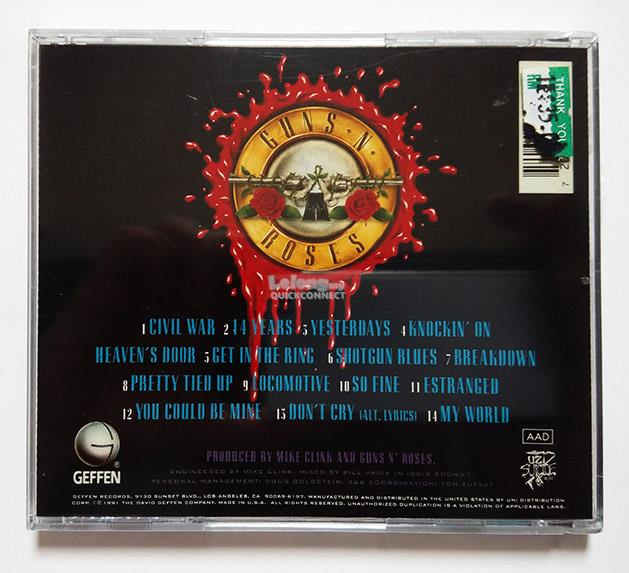 GUNS · N ·
ROSES
THANK YOU
Lelong.my
QUICKCONNECT
1 CIVIL WAR 2 14 YEARS 3 YESTERDAYS 4 KNOCKIN' ON
HEAVEN'S DOOR 5 GET IN THE RING 6 SHOTGUN BLUES 7 BREAKDOWN
8 PRETTY TIED UP 9 LOCOMOTIVE 10 SO FINE 11 ESTRANGED
12 YOU COULD BE MINE 13 DON'T CRY (ALT. LYRICS) 14 MY WORLD
AAD
GEFFEN®
UZI
SUICIDE
PRODUCED BY MIKE CLINK AND GUNS N' ROSES.
ENGINEERED BY MIKE CLINK. MIXED BY BILL PRICE
PERSONAL MANAGEMENT: DOUG GOLDSTEIN. A&R COORDINATION: TOM ZUTAUT
GEFFEN RECORDS, 9130 SUNSET BLVD., LOS ANGELES, CA 90069-6197. MANUFACTURED AND DISTRIBUTED IN THE UNITED STATES BY UNI DISTRIBUTION
CORP. ©℗ 1991 THE DAVID GEFFEN COMPANY. MADE IN U.S.A. ALL RIGHTS RESERVED. UNAUTHORIZED DUPLICATION IS A VIOLATION OF APPLICABLE LAWS.